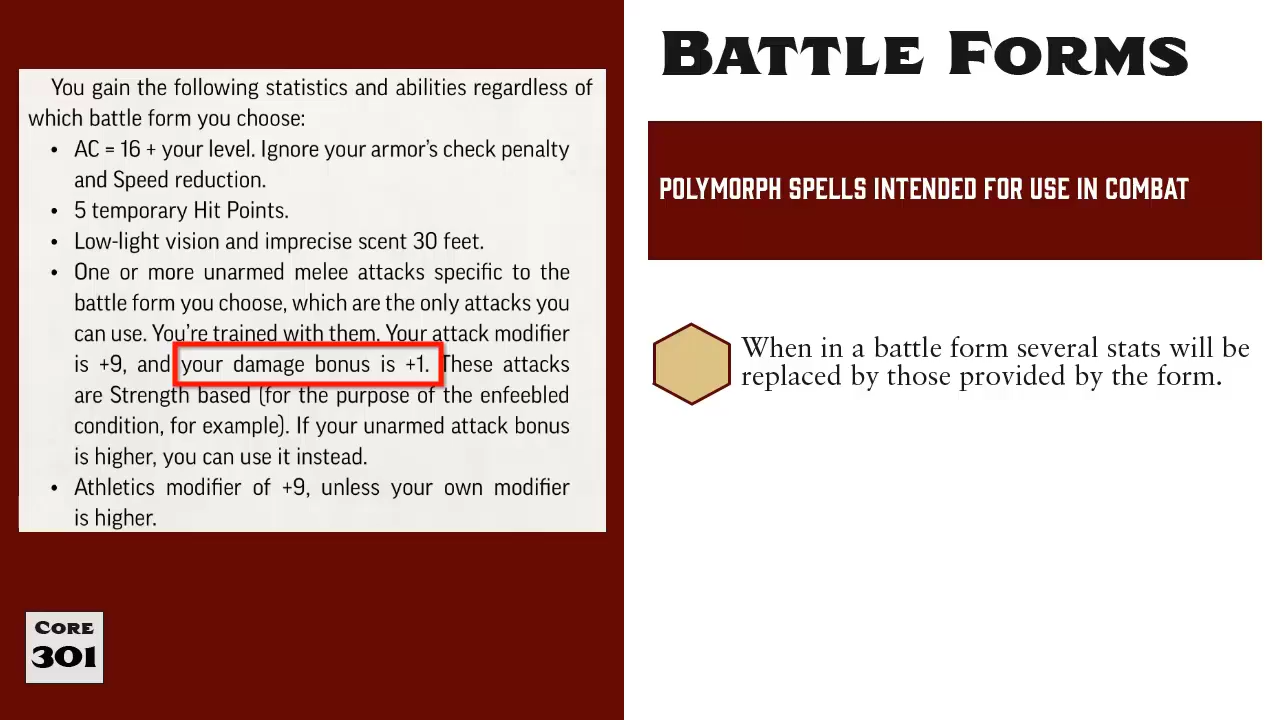 You gain the following statistics and abilities regardless of
which battle form you choose:
• AC = 16 + your level. Ignore your armor’s check penalty
and Speed reduction.
• 5 temporary Hit Points.
• Low-light vision and imprecise scent 30 feet.
• One or more unarmed melee attacks specific to the
battle form you choose, which are the only attacks you
can use. You’re trained with them. Your attack modifier
is +9, and your damage bonus is +1. These attacks
are Strength based (for the purpose of the enfeebled
condition, for example). If your unarmed attack bonus
is higher, you can use it instead.
• Athletics modifier of +9, unless your own modifier
is higher.
CORE
301
BATTLE FORMS
POLYMORPH SPELLS INTENDED FOR USE IN COMBAT
When in a battle form several stats will be
replaced by those provided by the form.